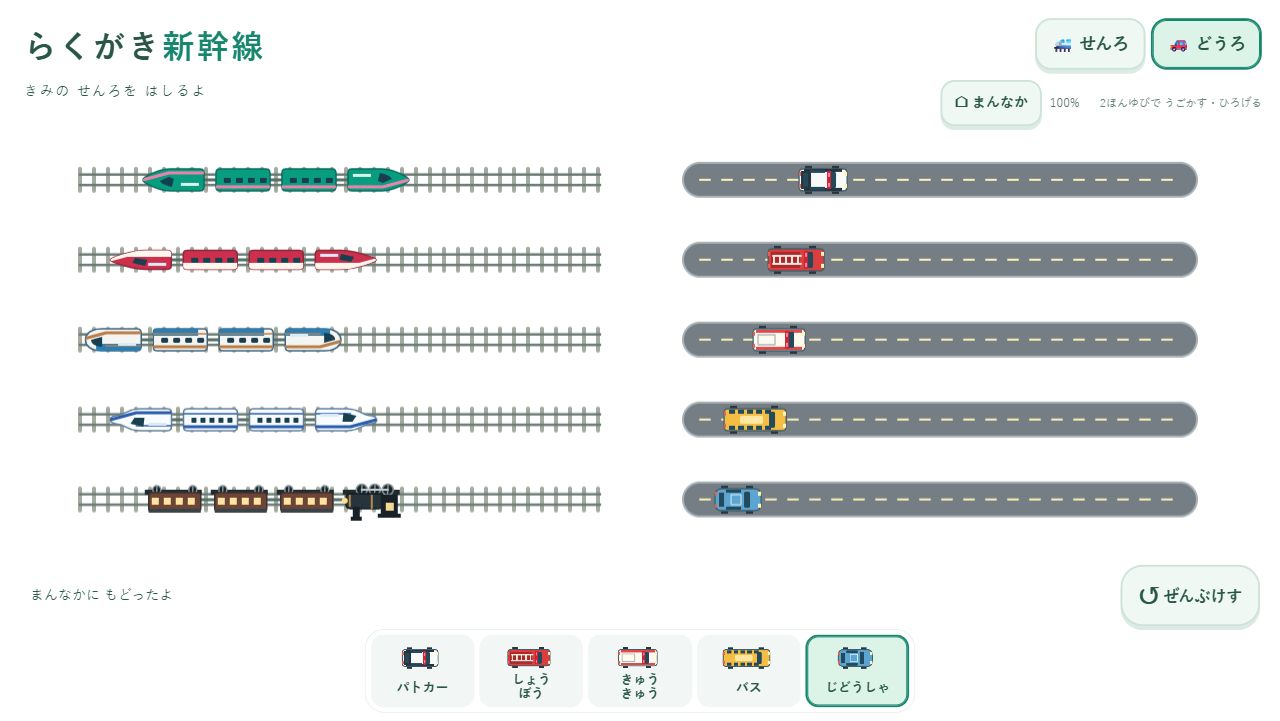 らくがき新幹線
きみの せんろを はしるよ
せんろ
どうろ
まんなか
100%
2ほんゆびで うごかす・ひろげる
まんなかに もどったよ
ぜんぶけす
パトカー
しょう
ぼう
きゅう
きゅう
バス
じどうしゃ